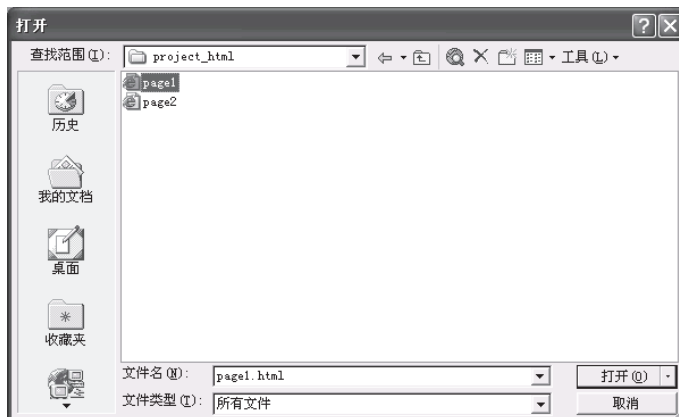 打开
查找范围(I): project_html 工具(L)
page1
page2
历史
我的文档
桌面
收藏夹
文件名(N): page1.html 打开(O)
文件类型(T): 所有文件 取消